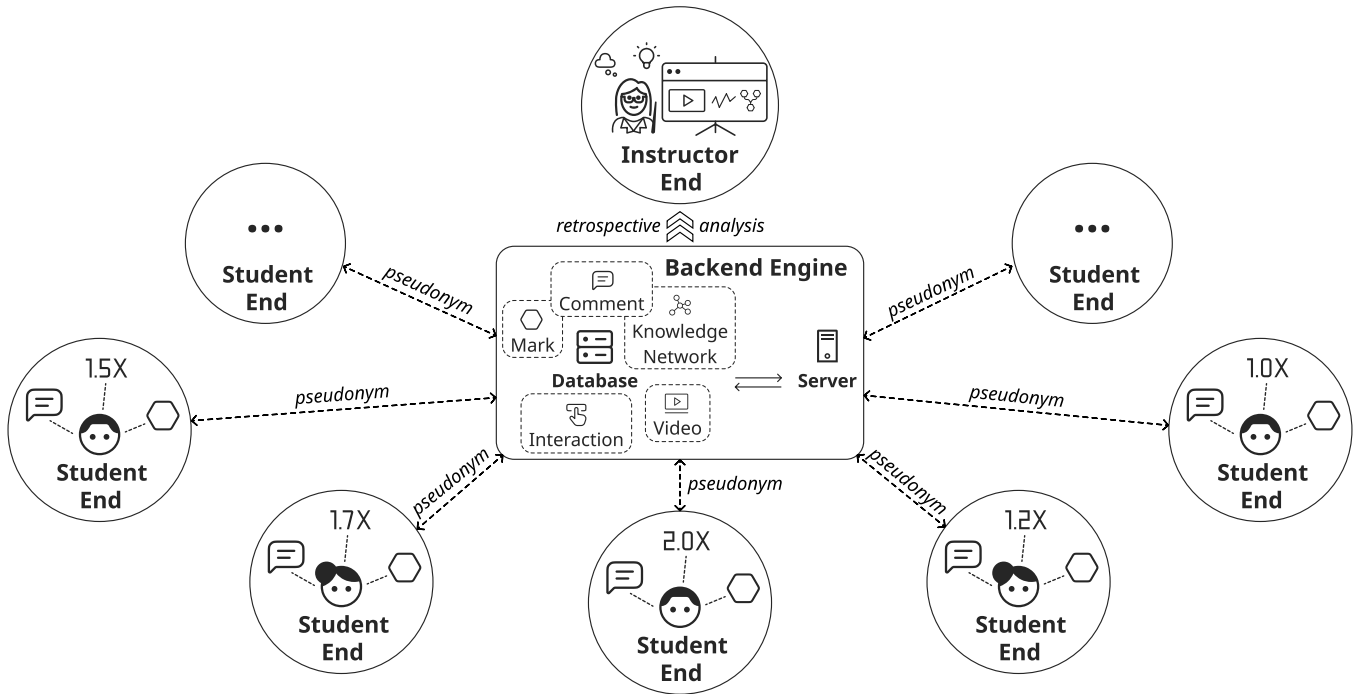 Instructor
End
retrospective analysis
•••
Student
End
•••
Student
End
pseudonym
pseudonym
Backend Engine
Comment
Mark
Knowledge
Network
Database
Server
Interaction
Video
1.5X
Student
End
pseudonym
pseudonym
1.0X
Student
End
pseudonym
pseudonym
pseudonym
1.7X
Student
End
2.0X
Student
End
1.2X
Student
End